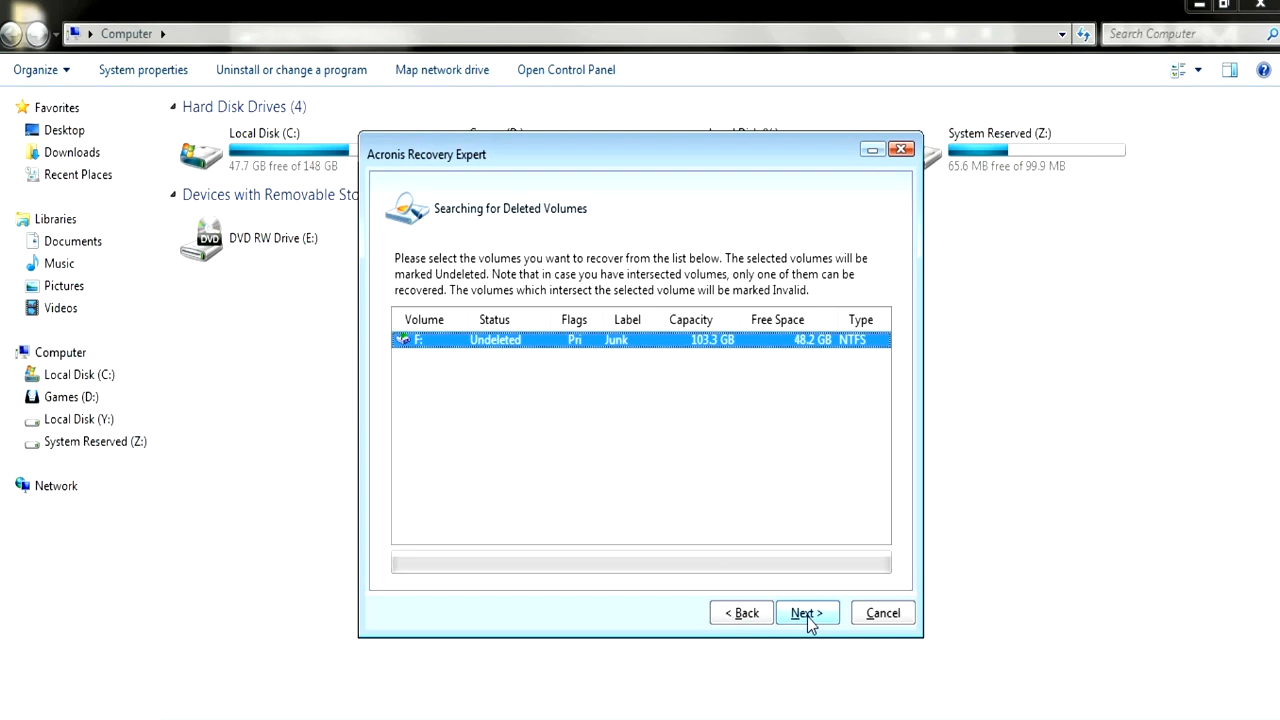 Computer
Search Computer
Organize
System properties
Uninstall or change a program
Map network drive
Open Control Panel
Favorites
Desktop
Downloads
Recent Places
Libraries
Documents
Music
Pictures
Videos
Computer
Local Disk (C:)
Games (D:)
Local Disk (Y:)
System Reserved (Z:)
Network
Hard Disk Drives (4)
Local Disk (C:)
47.7 GB free of 148 GB
System Reserved (Z:)
65.6 MB free of 99.9 MB
Devices with Removable Sto
DVD
DVD RW Drive (E:)
Acronis Recovery Expert
Searching for Deleted Volumes
Please select the volumes you want to recover from the list below. The selected volumes will be
marked Undeleted. Note that in case you have intersected volumes, only one of them can be
recovered. The volumes which intersect the selected volume will be marked Invalid.
Volume Status Flags Label Capacity Free Space Type
F: Undeleted Pri Junk 103.3 GB 48.2 GB NTFS
< Back
Next >
Cancel